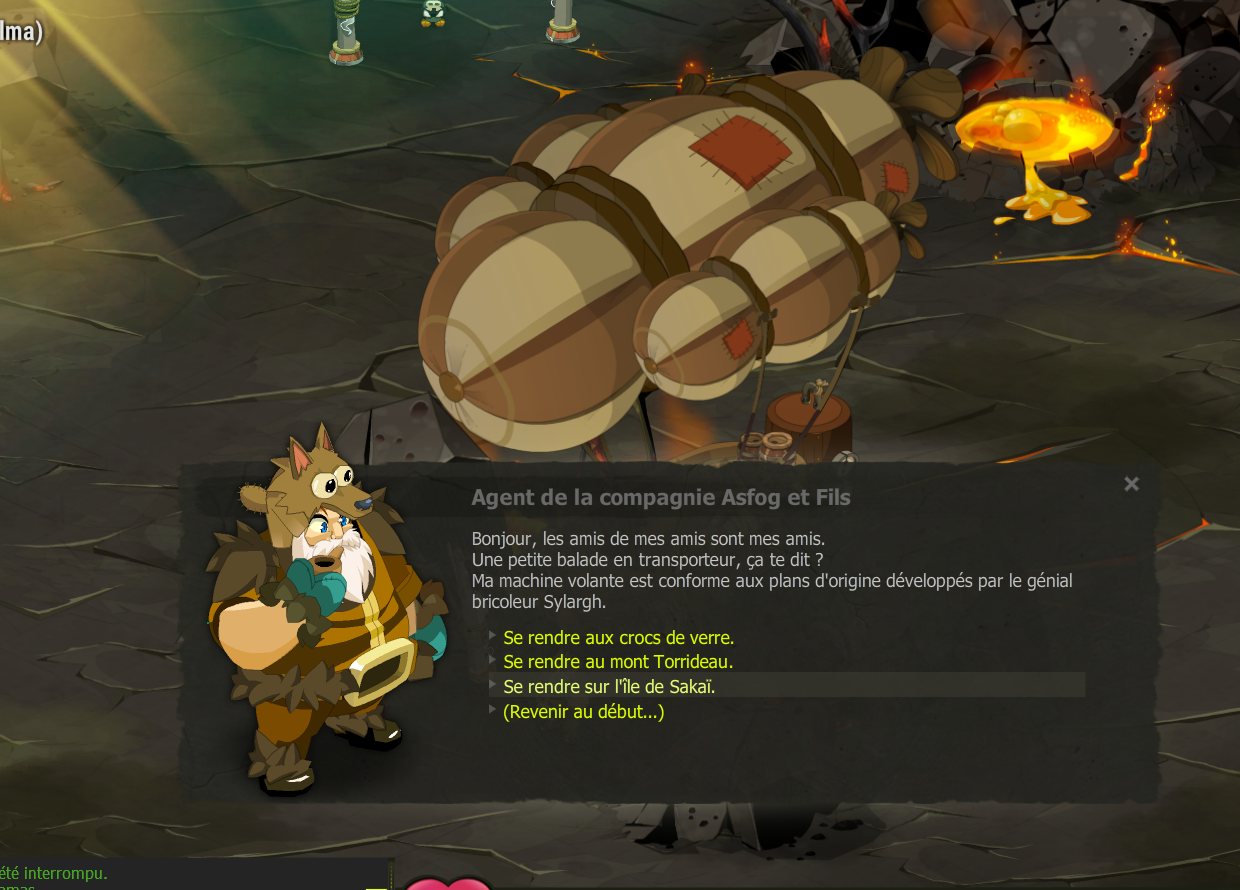 lma)
Agent de la compagnie Asfog et Fils
Bonjour, les amis de mes amis sont mes amis.
Une petite balade en transporteur, ça te dit ?
Ma machine volante est conforme aux plans d'origine développés par le génial
bricoleur Sylargh.
Se rendre aux crocs de verre.
Se rendre au mont Torrideau.
Se rendre sur l'île de Sakaï.
(Revenir au début...)
été interrompu.